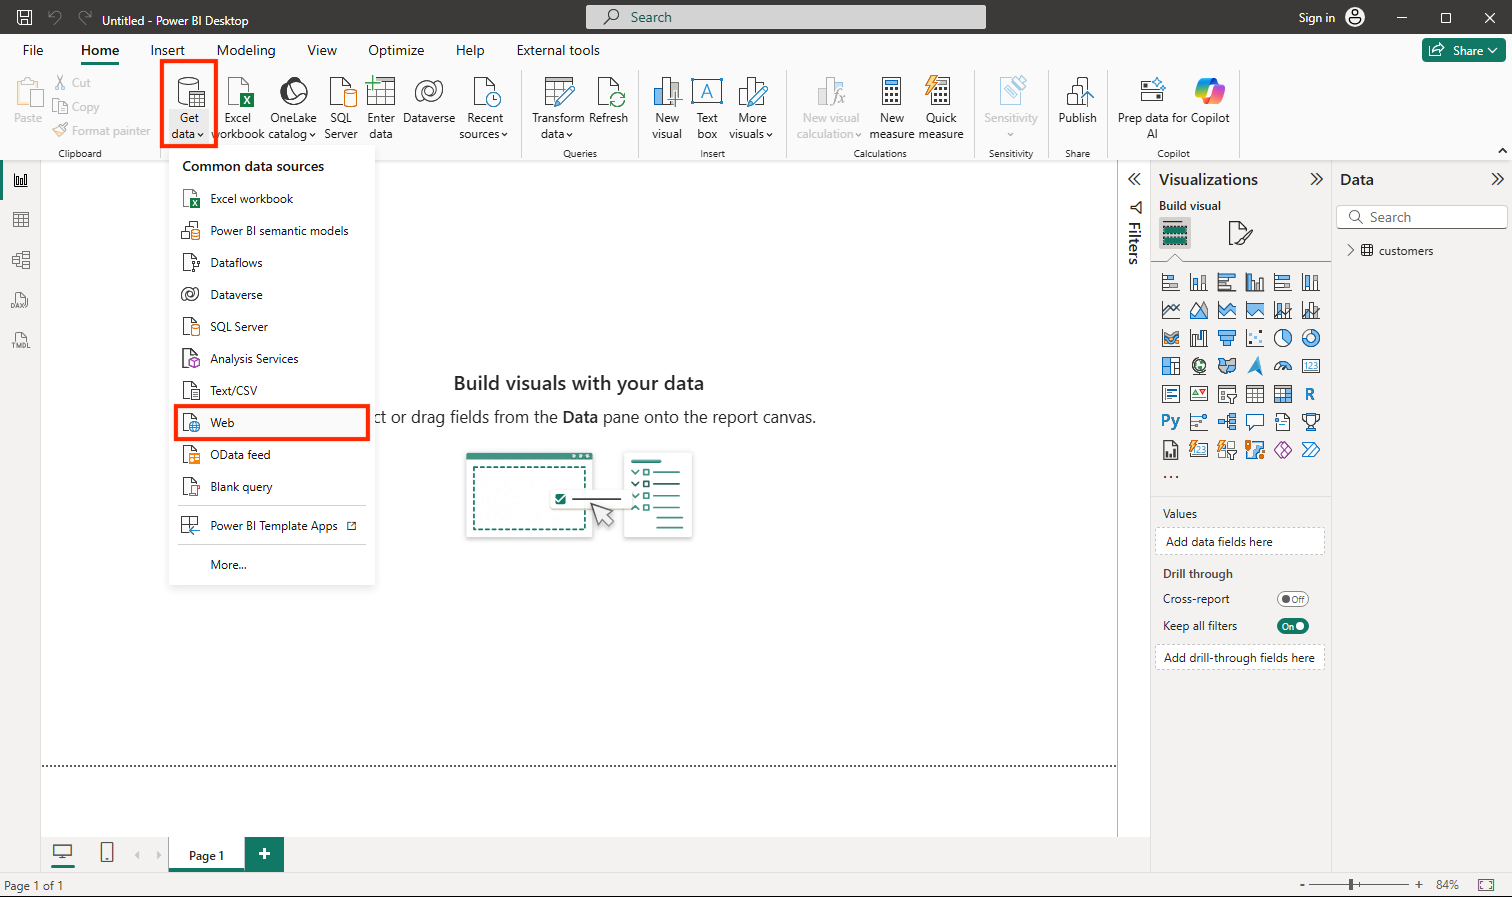 Untitled - Power BI Desktop
Search
Sign in
File
Home
Insert
Modeling
View
Optimize
Help
External tools
Share
Paste
Cut
Copy
Format painter
Clipboard
Get
data
Excel
workbook
OneLake
catalog
SQL
Server
Enter
data
Dataverse
Recent
sources
Transform
data
Refresh
Queries
New
visual
Text
box
More
visuals
Insert
New visual
calculation
New
measure
Quick
measure
Calculations
Sensitivity
Sensitivity
Publish
Share
Prep data for
AI
Copilot
Copilot
Common data sources
Excel workbook
Power BI semantic models
Dataflows
Dataverse
SQL Server
Analysis Services
Text/CSV
Web
OData feed
Blank query
Power BI Template Apps
More...
DAX
TMDL
Build visuals with your data
ct or drag fields from the Data pane onto the report canvas.
Filters
Visualizations
Build visual
123
R
Py
123
...
Values
Add data fields here
Drill through
Cross-report
Off
Keep all filters
On
Add drill-through fields here
Data
Search
customers
Page 1
+
Page 1 of 1
- + 84%